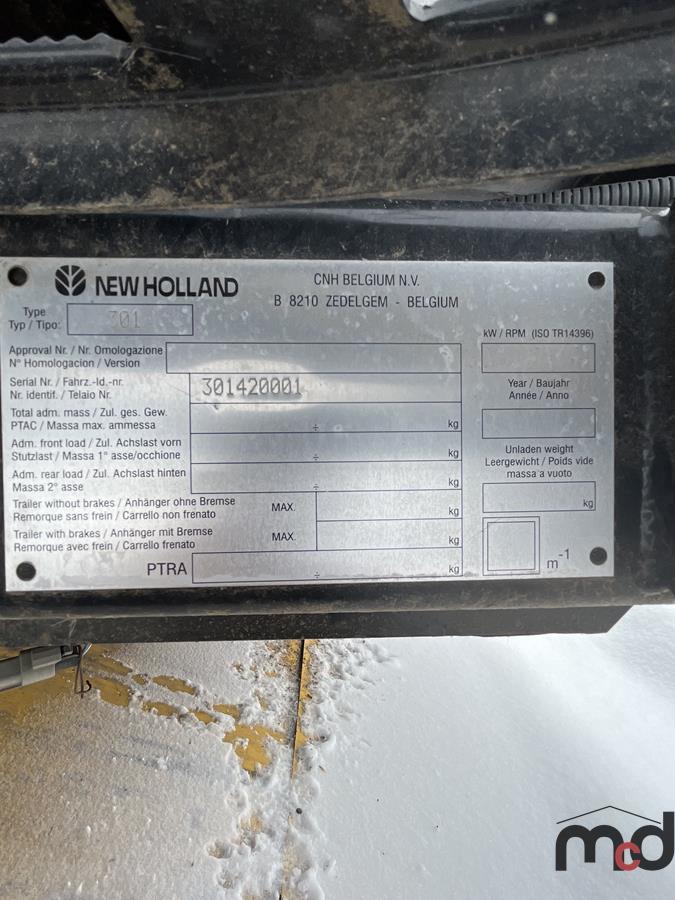 NEW HOLLAND
CNH BELGIUM N.V.
B 8210 ZEDELGEM - BELGIUM
Type
Typ / Tipo: 301
kW / RPM (ISO TR14396)
Approval Nr. / Nr. Omologazione
N° Homologacion / Version
Serial Nr. / Fahrz.-Id.-nr.
Nr. identif. / Telaio Nr.
301420001
Year / Baujahr
Année / Anno
Total adm. mass / Zul. ges. Gew.
PTAC / Massa max. ammessa
÷ kg
Adm. front load / Zul. Achslast vorn
Stutzlast / Massa 1° asse/occhione
÷ kg
Unladen weight
Leergewicht / Poids vide
massa a vuoto
kg
Adm. rear load / Zul. Achslast hinten
Massa 2° asse
÷ kg
Trailer without brakes / Anhänger ohne Bremse
Remorque sans frein / Carrello non frenato
MAX. kg
Trailer with brakes / Anhänger mit Bremse
Remorque avec frein / Carrello frenato
MAX. kg
m-1
PTRA ÷ kg
mcd